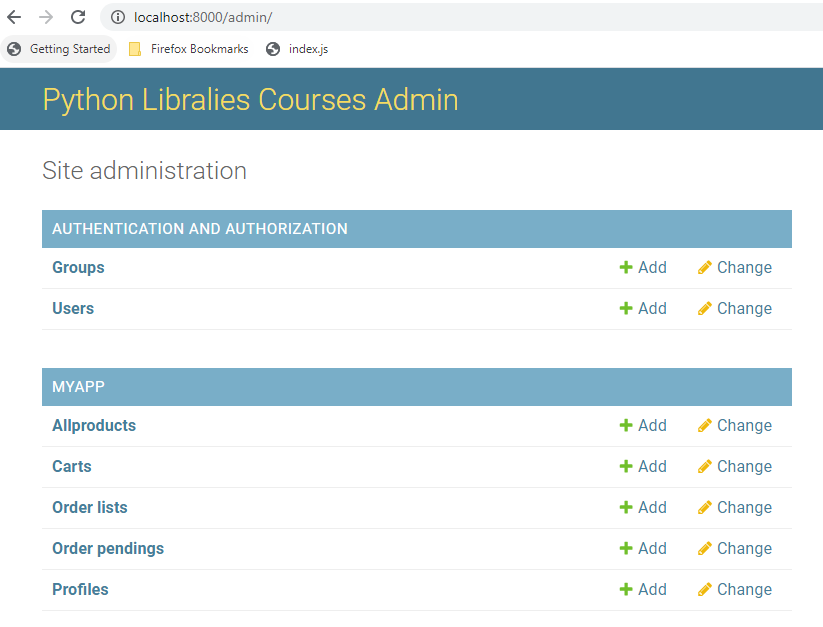 localhost:8000/admin/
Getting Started Firefox Bookmarks index.js
Python Libralies Courses Admin
Site administration
AUTHENTICATION AND AUTHORIZATION
Groups Add Change
Users Add Change
MYAPP
Allproducts Add Change
Carts Add Change
Order lists Add Change
Order pendings Add Change
Profiles Add Change